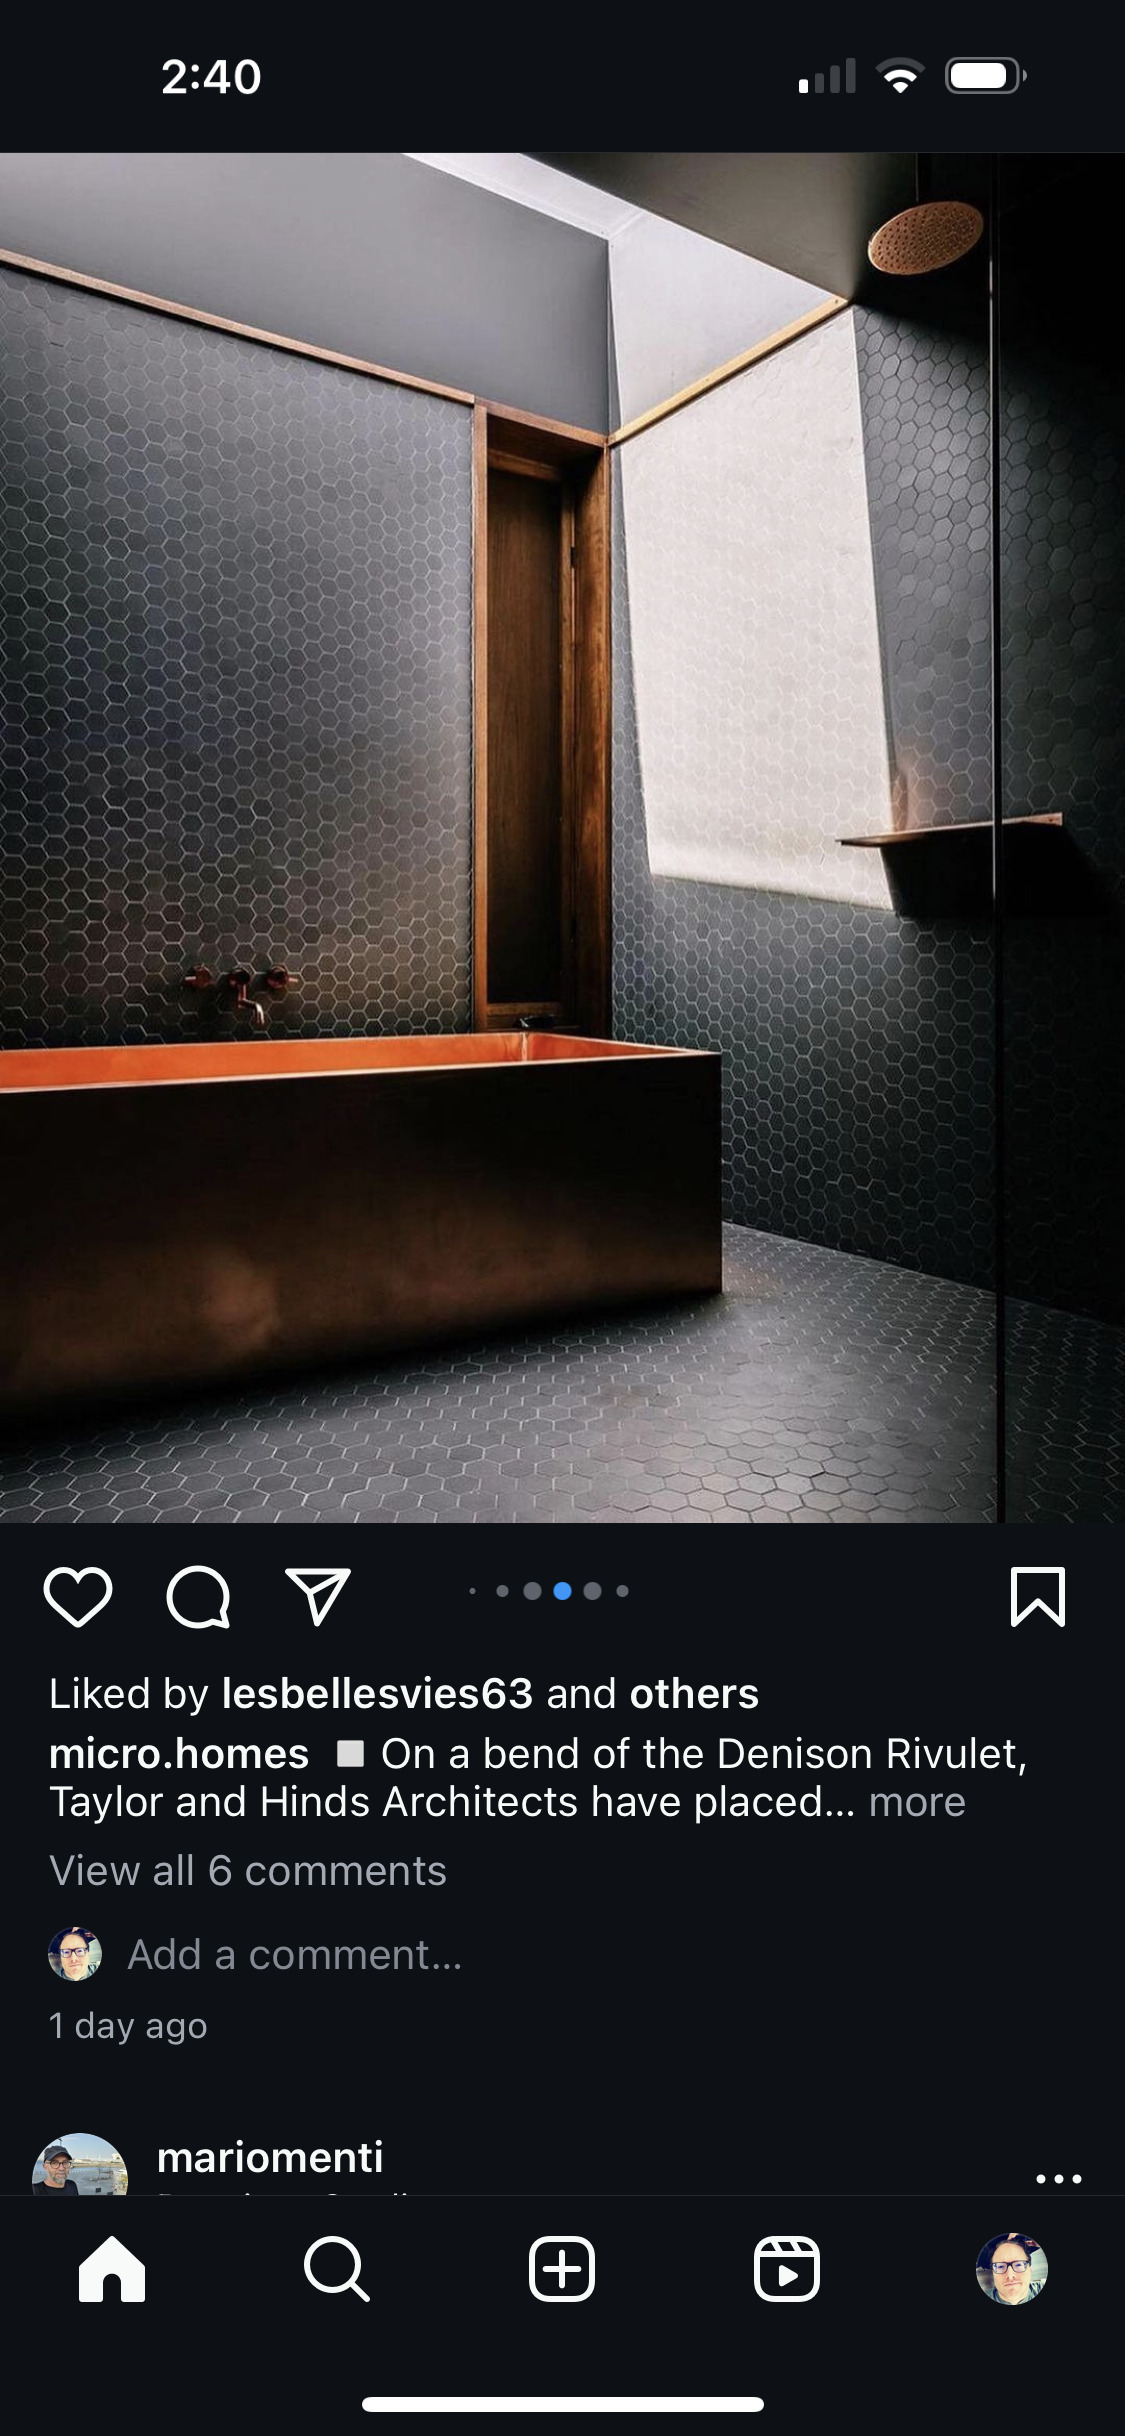 2:40
Liked by lesbellesvies63 and others
micro.homes ◻️ On a bend of the Denison Rivulet,
Taylor and Hinds Architects have placed... more
View all 6 comments
Add a comment...
1 day ago
mariomenti